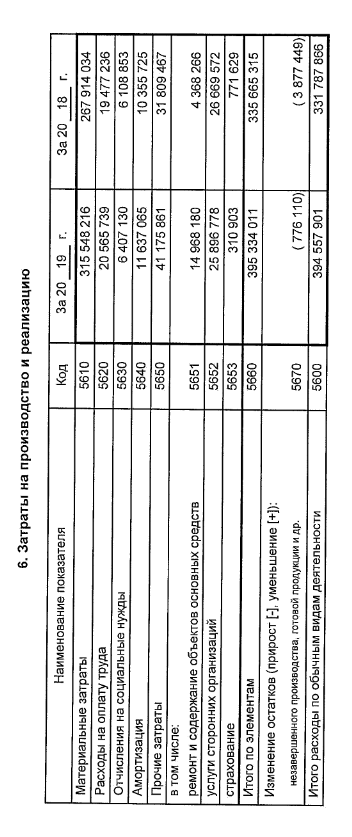 6. Затраты на производство и реализацию
Наименование показателя Код За 20 19 г. За 20 18 г.
Материальные затраты 5610 315 548 216 267 914 034
Расходы на оплату труда 5620 20 565 739 19 477 236
Отчисления на социальные нужды 5630 6 407 130 6 108 853
Амортизация 5640 11 637 065 10 355 725
Прочие затраты 5650 41 175 861 31 809 467
в том числе:
ремонт и содержание объектов основных средств 5651 14 968 180 4 368 266
услуги сторонних организаций 5652 25 896 778 26 669 572
страхование 5653 310 903 771 629
Итого по элементам 5660 395 334 011 335 665 315
Изменение остатков (прирост [-], уменьшение [+]):
незавершенного производства, готовой продукции и др. 5670 ( 776 110) ( 3 877 449)
Итого расходы по обычным видам деятельности 5600 394 557 901 331 787 866